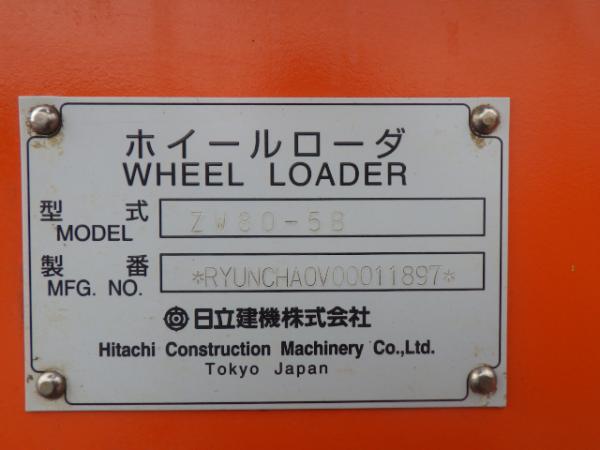 ホイールローダ
WHEEL LOADER
型式 ZW80-5B
MODEL
製番 *RYUNCHA0V00011897*
MFG. NO.
日立建機株式会社
Hitachi Construction Machinery Co.,Ltd.
Tokyo Japan